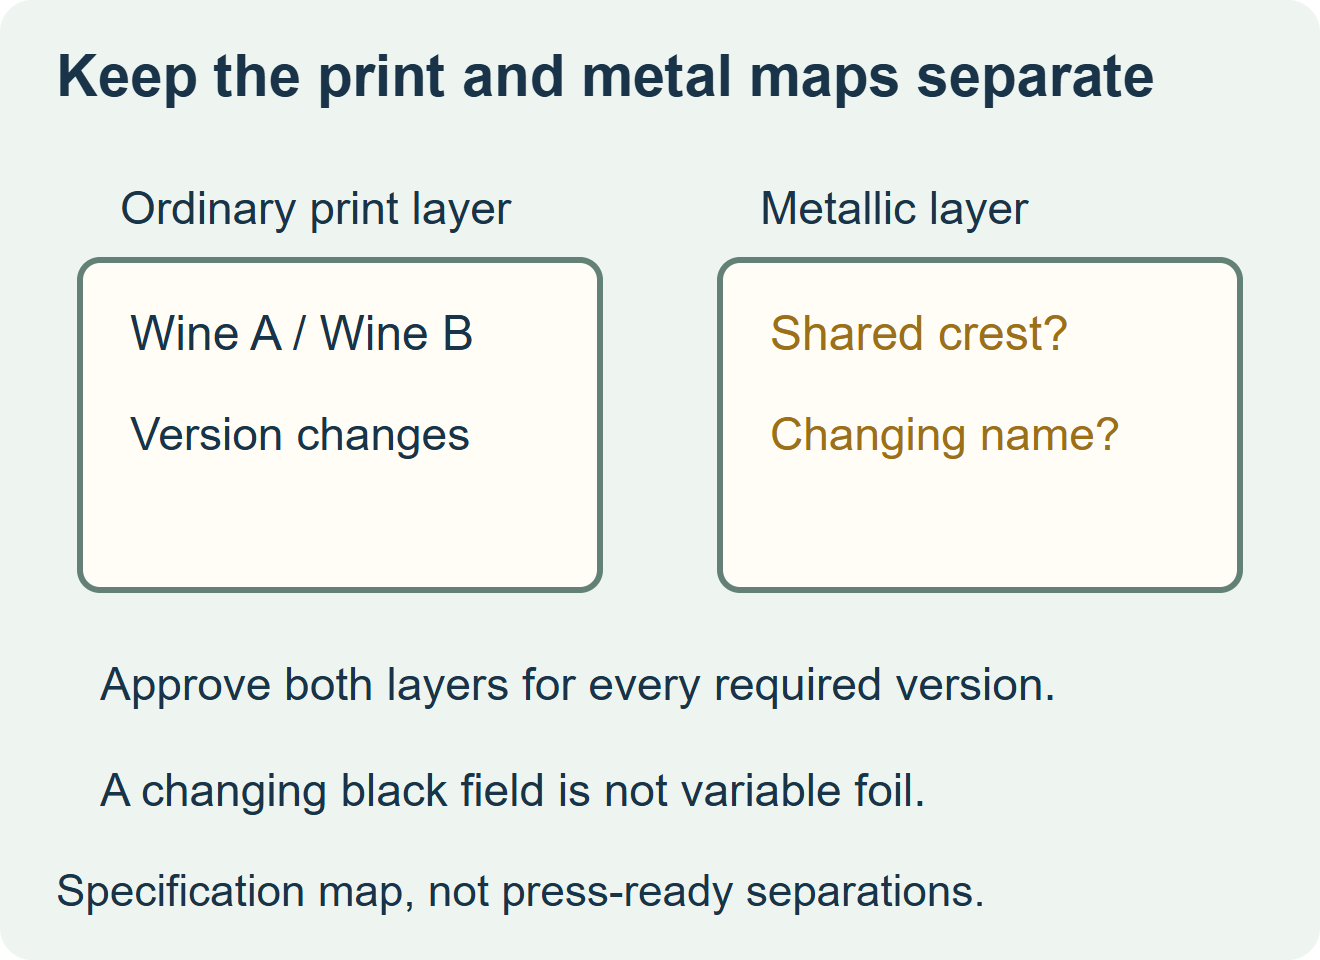 Keep the print and metal maps separate
Ordinary print layer
Metallic layer
Wine A / Wine B
Version changes
Shared crest?
Changing name?
Approve both layers for every required version.
A changing black field is not variable foil.
Specification map, not press-ready separations.